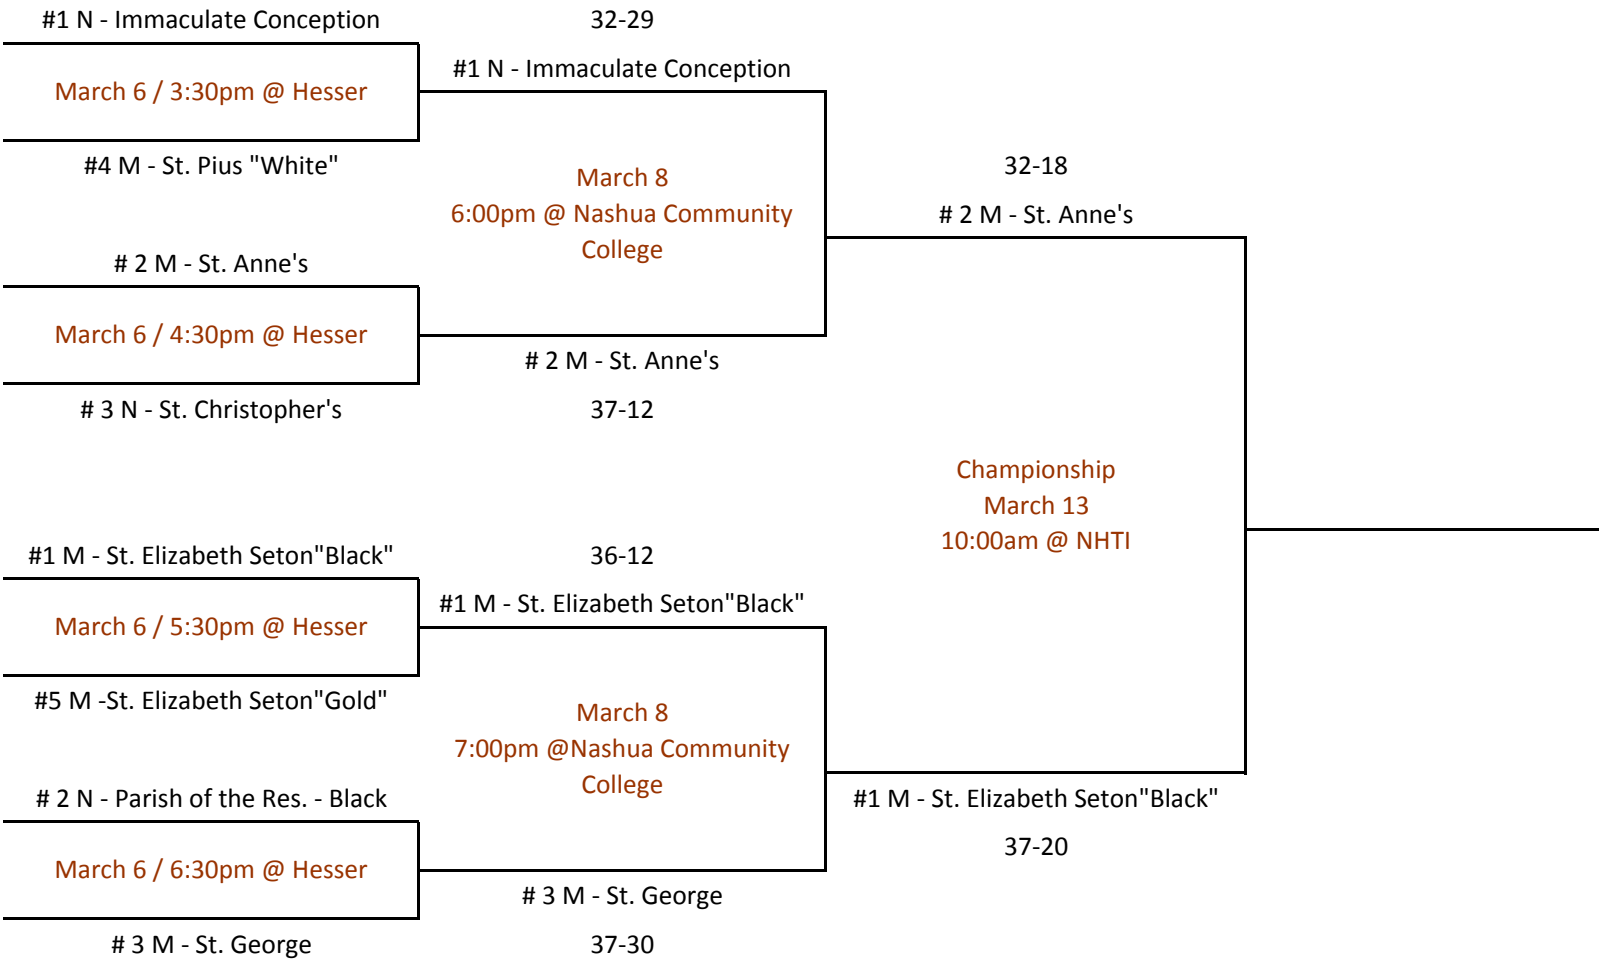 #1 N - Immaculate Conception
32-29
#1 N - Immaculate Conception
March 6 / 3:30pm @ Hesser
#4 M - St. Pius "White"
March 8
6:00pm @ Nashua Community
College
32-18
# 2 M - St. Anne's
# 2 M - St. Anne's
March 6 / 4:30pm @ Hesser
# 2 M - St. Anne's
# 3 N - St. Christopher's
37-12
Championship
March 13
10:00am @ NHTI
#1 M - St. Elizabeth Seton"Black"
36-12
#1 M - St. Elizabeth Seton"Black"
March 6 / 5:30pm @ Hesser
#5 M -St. Elizabeth Seton"Gold"
March 8
7:00pm @Nashua Community
College
# 2 N - Parish of the Res. - Black
#1 M - St. Elizabeth Seton"Black"
37-20
March 6 / 6:30pm @ Hesser
# 3 M - St. George
# 3 M - St. George
37-30